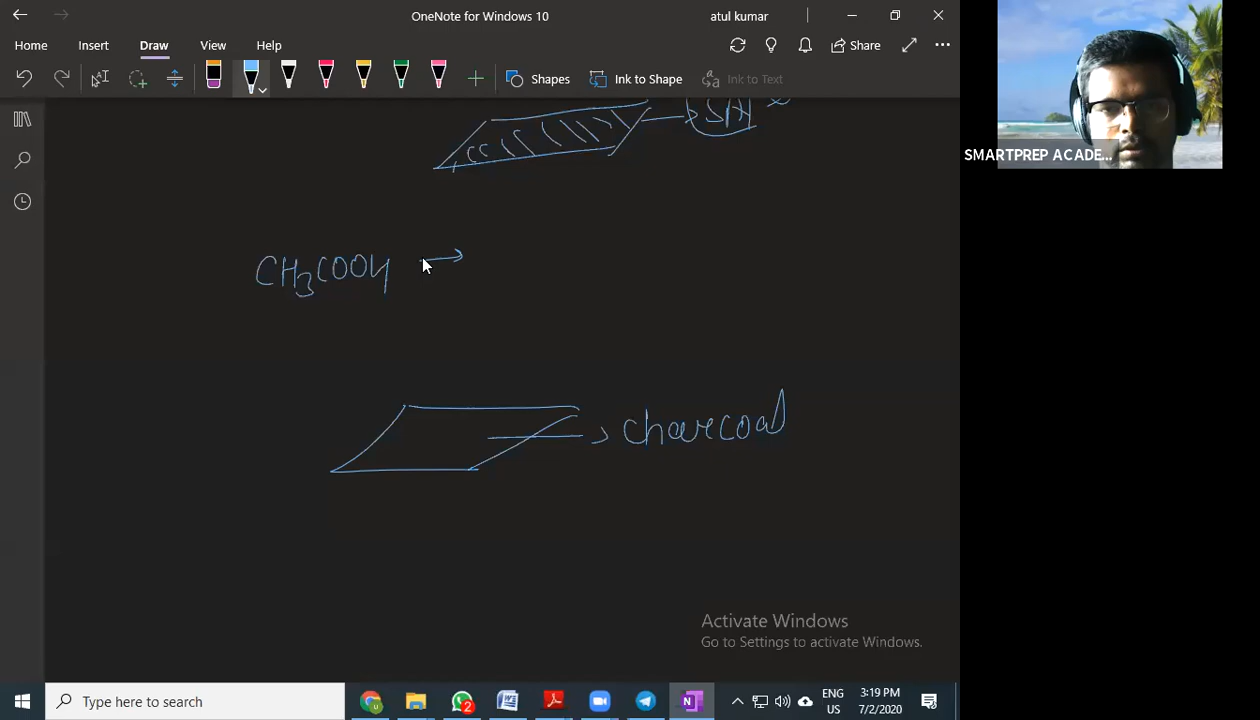 OneNote for Windows 10
atul kumar
Home Insert Draw View Help
Share
Shapes
Ink to Shape
Ink to Text
SMARTPREP ACADE...
CH3COOH →
→ charcoal
Activate Windows
Go to Settings to activate Windows.
Type here to search
2
ENG
US
3:19 PM
7/2/2020